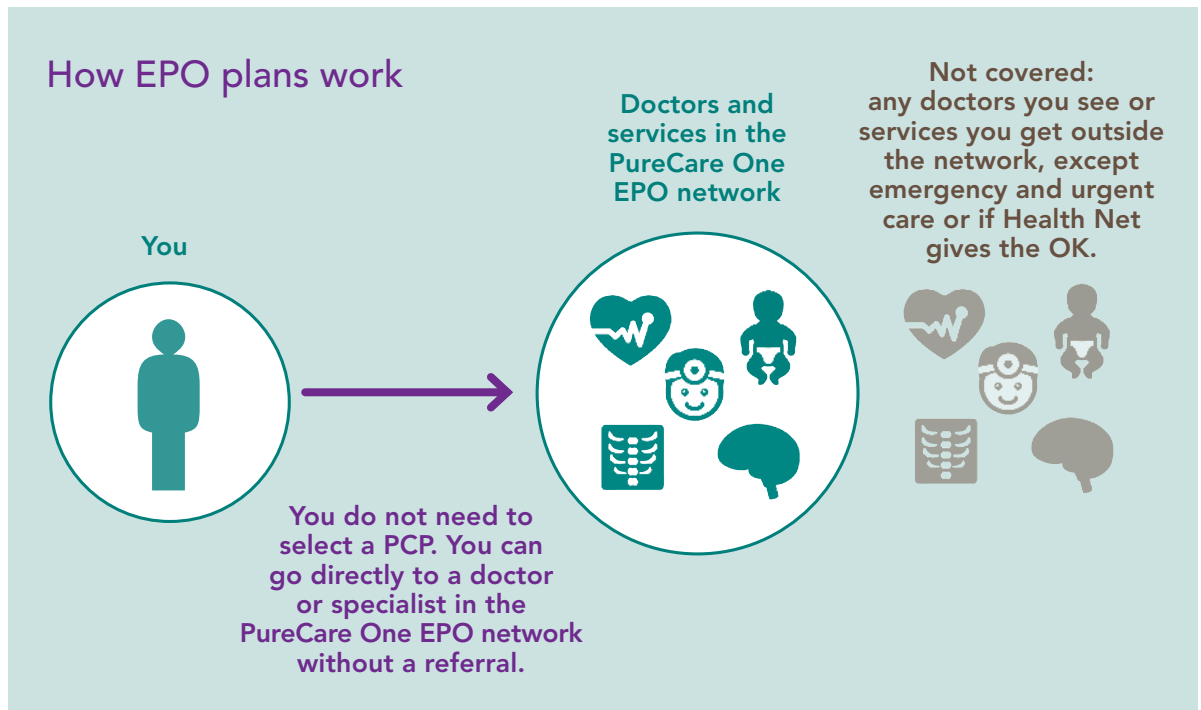 How EPO plans work
You
You do not need to
select a PCP. You can
go directly to a doctor
or specialist in the
PureCare One EPO network
without a referral.
Doctors and
services in the
PureCare One
EPO network
Not covered:
any doctors you see or
services you get outside
the network, except
emergency and urgent
care or if Health Net
gives the OK.